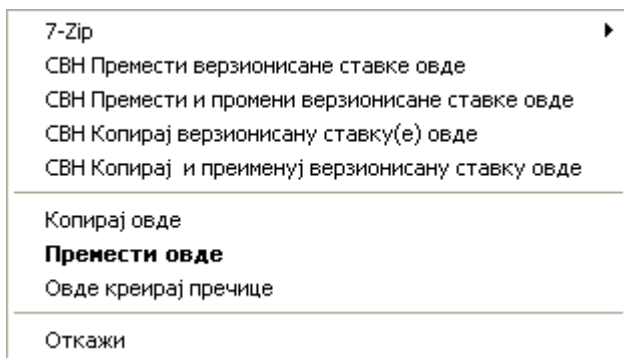 7-Zip
СВН Премести верзионисане ставке овде
СВН Премести и промени верзионисане ставке овде
СВН Копирај верзионисану ставку(е) овде
СВН Копирај  и преименуј верзионисану ставку овде
Копирај овде
Премести овде
Овде креирај пречице
Откажи